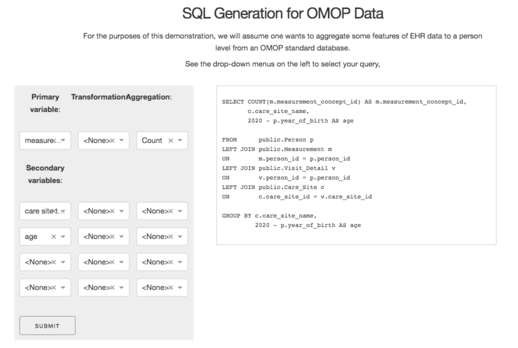 SQL Generation for OMOP Data
For the purposes of this demonstration, we will assume one wants to aggregate some features of EHR data to a person
level from an OMOP standard database.
See the drop-down menus on the left to select your query,
Primary variable: Transformation Aggregation:
measure... <None> × Count ×
Secondary variables:
care sit <None> × <None> ×
age × <None> × <None> ×
<None> × <None> × <None> ×
<None> × <None> × <None> ×
SUBMIT
SELECT COUNT(m.measurement_concept_id) AS m.measurement_concept_id,
c.care_site_name,
2020 - p.year_of_birth AS age
FROM public.Person p
LEFT JOIN public.Measurement m
ON m.person_id = p.person_id
LEFT JOIN public.Visit_Detail v
ON v.person_id = p.person_id
LEFT JOIN public.Care_Site c
ON c.care_site_id = v.care_site_id
GROUP BY c.care_site_name,
2020 - p.year_of_birth AS age